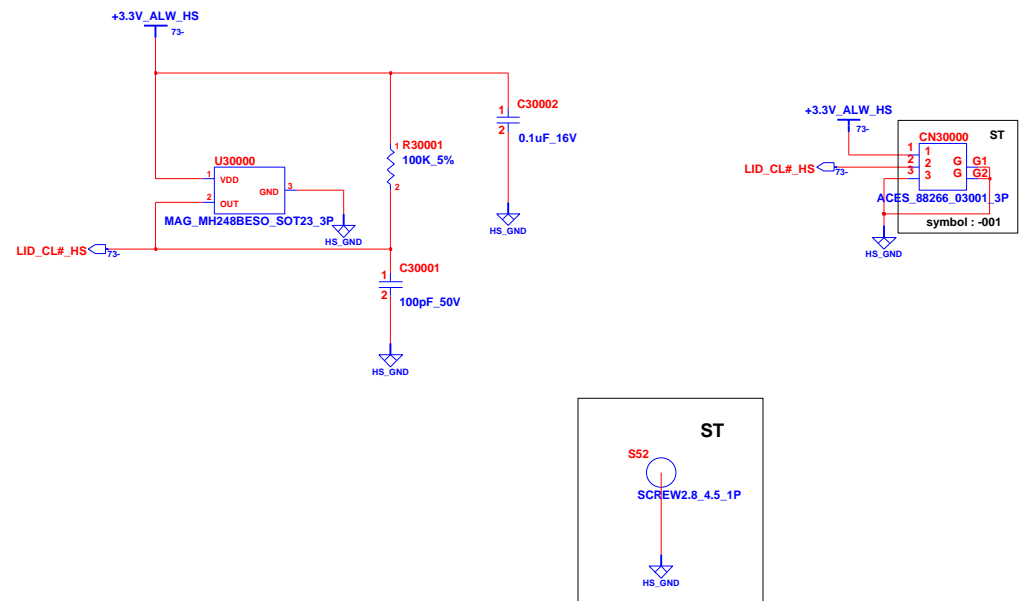 +3.3V_ALW_HS
73-
U30000
1
VDD
2
OUT
GND
3
MAG_MH248BESO_SOT23_3P
HS_GND
1
R30001
100K_5%
2
C30002
1
2
0.1uF_16V
HS_GND
LID_CL#_HS
73-
C30001
1
2
100pF_50V
HS_GND
+3.3V_ALW_HS
73-
CN30000
ST
1
2
3
1
2
3
G
G
G1
G2
LID_CL#_HS
73-
ACES_88266_03001_3P
symbol : -001
HS_GND
ST
S52
SCREW2.8_4.5_1P
HS_GND